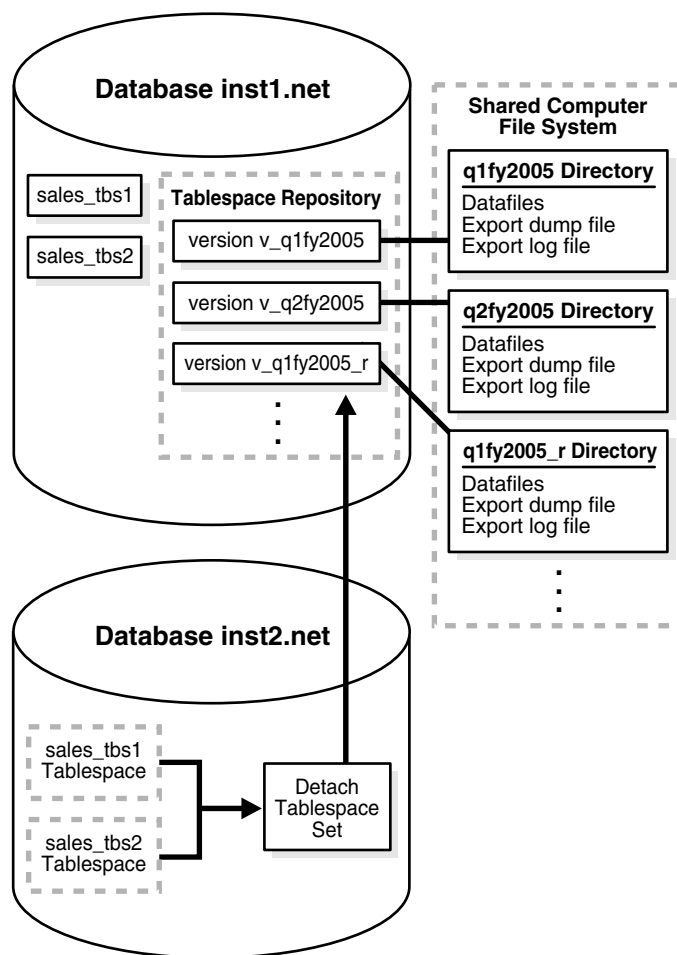 Database inst1.net
sales_tbs1
sales_tbs2
Tablespace Repository
version v_q1fy2005
version v_q2fy2005
version v_q1fy2005_r
Shared Computer
File System
q1fy2005 Directory
Datafiles
Export dump file
Export log file
q2fy2005 Directory
Datafiles
Export dump file
Export log file
q1fy2005_r Directory
Datafiles
Export dump file
Export log file
Database inst2.net
sales_tbs1
Tablespace
sales_tbs2
Tablespace
Detach
Tablespace
Set